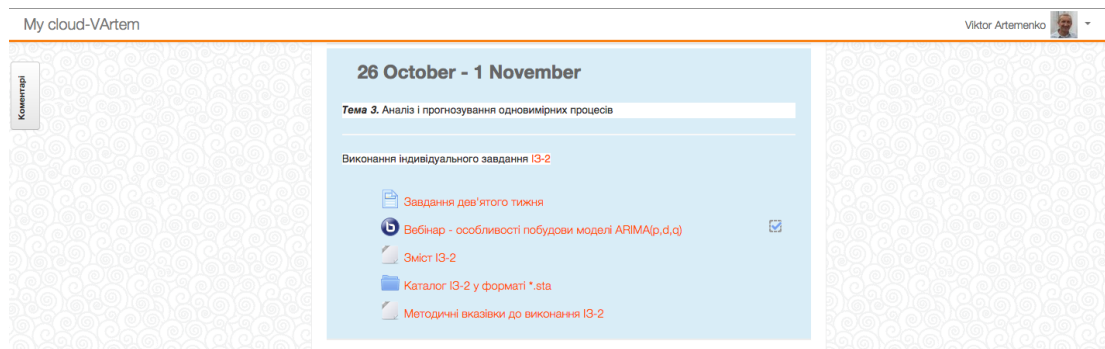 My cloud-VArtem
Viktor Artemenko
Коментарі
26 October - 1 November
Тема 3. Аналіз і прогнозування одновимірних процесів
Виконання індивідуального завдання ІЗ-2
Завдання дев'ятого тижня
Вебінар - особливості побудови моделі ARIMA(p,d,q)
Зміст ІЗ-2
Каталог ІЗ-2 у форматі *.sta
Методичні вказівки до виконання ІЗ-2